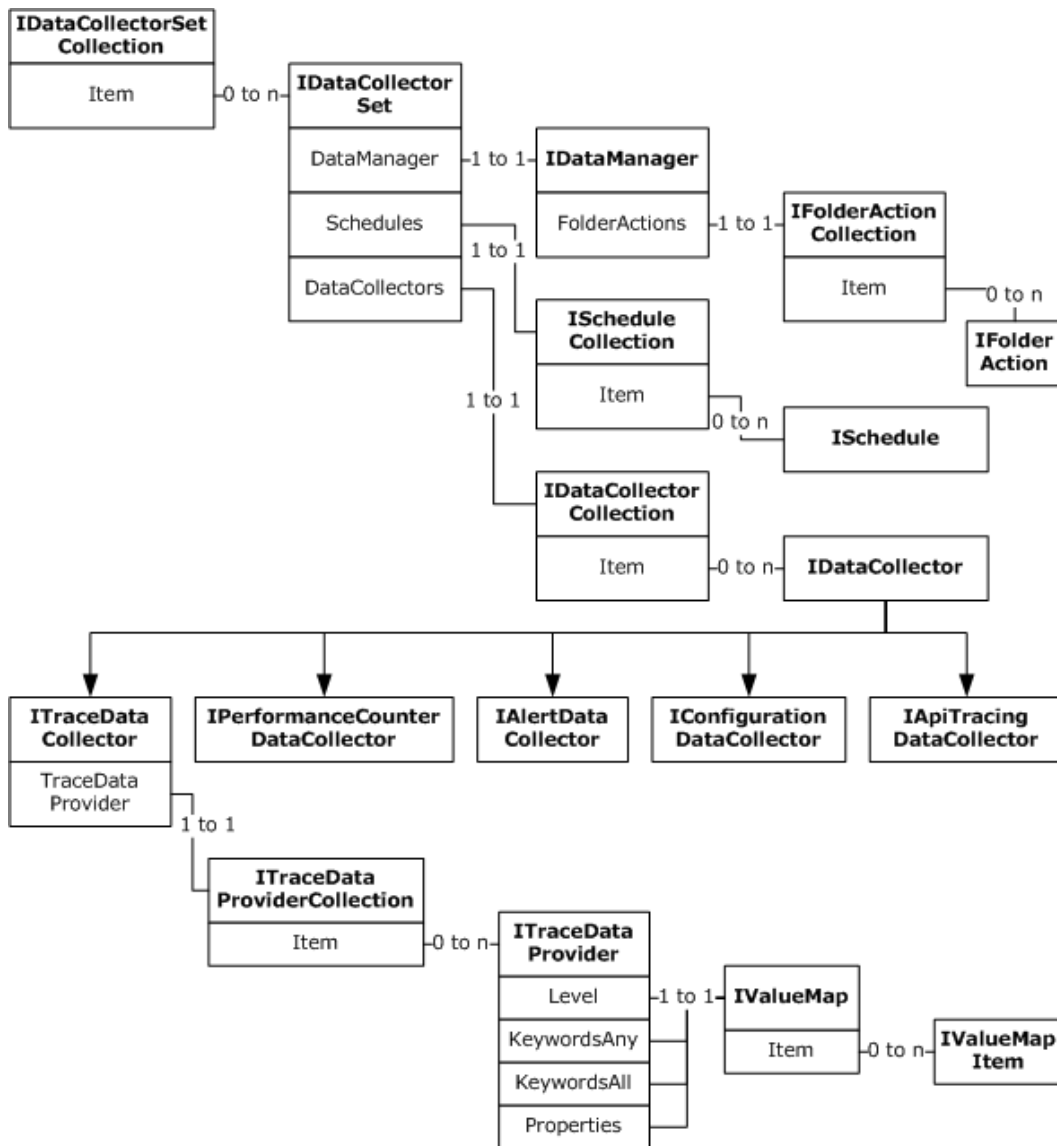 IDataCollectorSet
Collection
Item
0 to n
IDataCollector
Set
DataManager
1 to 1
IDataManager
Schedules
FolderActions
1 to 1
IFolderAction
Collection
1 to 1
DataCollectors
Item
0 to n
ISchedule
Collection
IFolder
Action
Item
1 to 1
0 to n
ISchedule
IDataCollector
Collection
Item
0 to n
IDataCollector
ITraceData
Collector
IPerformanceCounter
DataCollector
IAlertData
Collector
IConfiguration
DataCollector
IApiTracing
DataCollector
TraceData
Provider
1 to 1
ITraceData
ProviderCollection
Item
0 to n
ITraceData
Provider
Level
1 to 1
IValueMap
KeywordsAny
Item
0 to n
IValueMap
Item
KeywordsAll
Properties